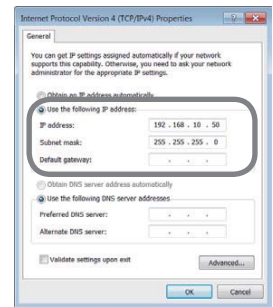 Internet Protocol Version 4 (TCP/IPv4) Properties
General
You can get IP settings assigned automatically if your network
supports this capability. Otherwise, you need to ask your network
administrator for the appropriate IP settings.
Obtain an IP address automatically
Use the following IP address:
IP address: 192 . 168 . 10 . 50
Subnet mask: 255 . 255 . 255 . 0
Default gateway: . . .
Obtain DNS server address automatically
Use the following DNS server addresses
Preferred DNS server: . . .
Alternate DNS server: . . .
Validate settings upon exit
Advanced...
OK Cancel